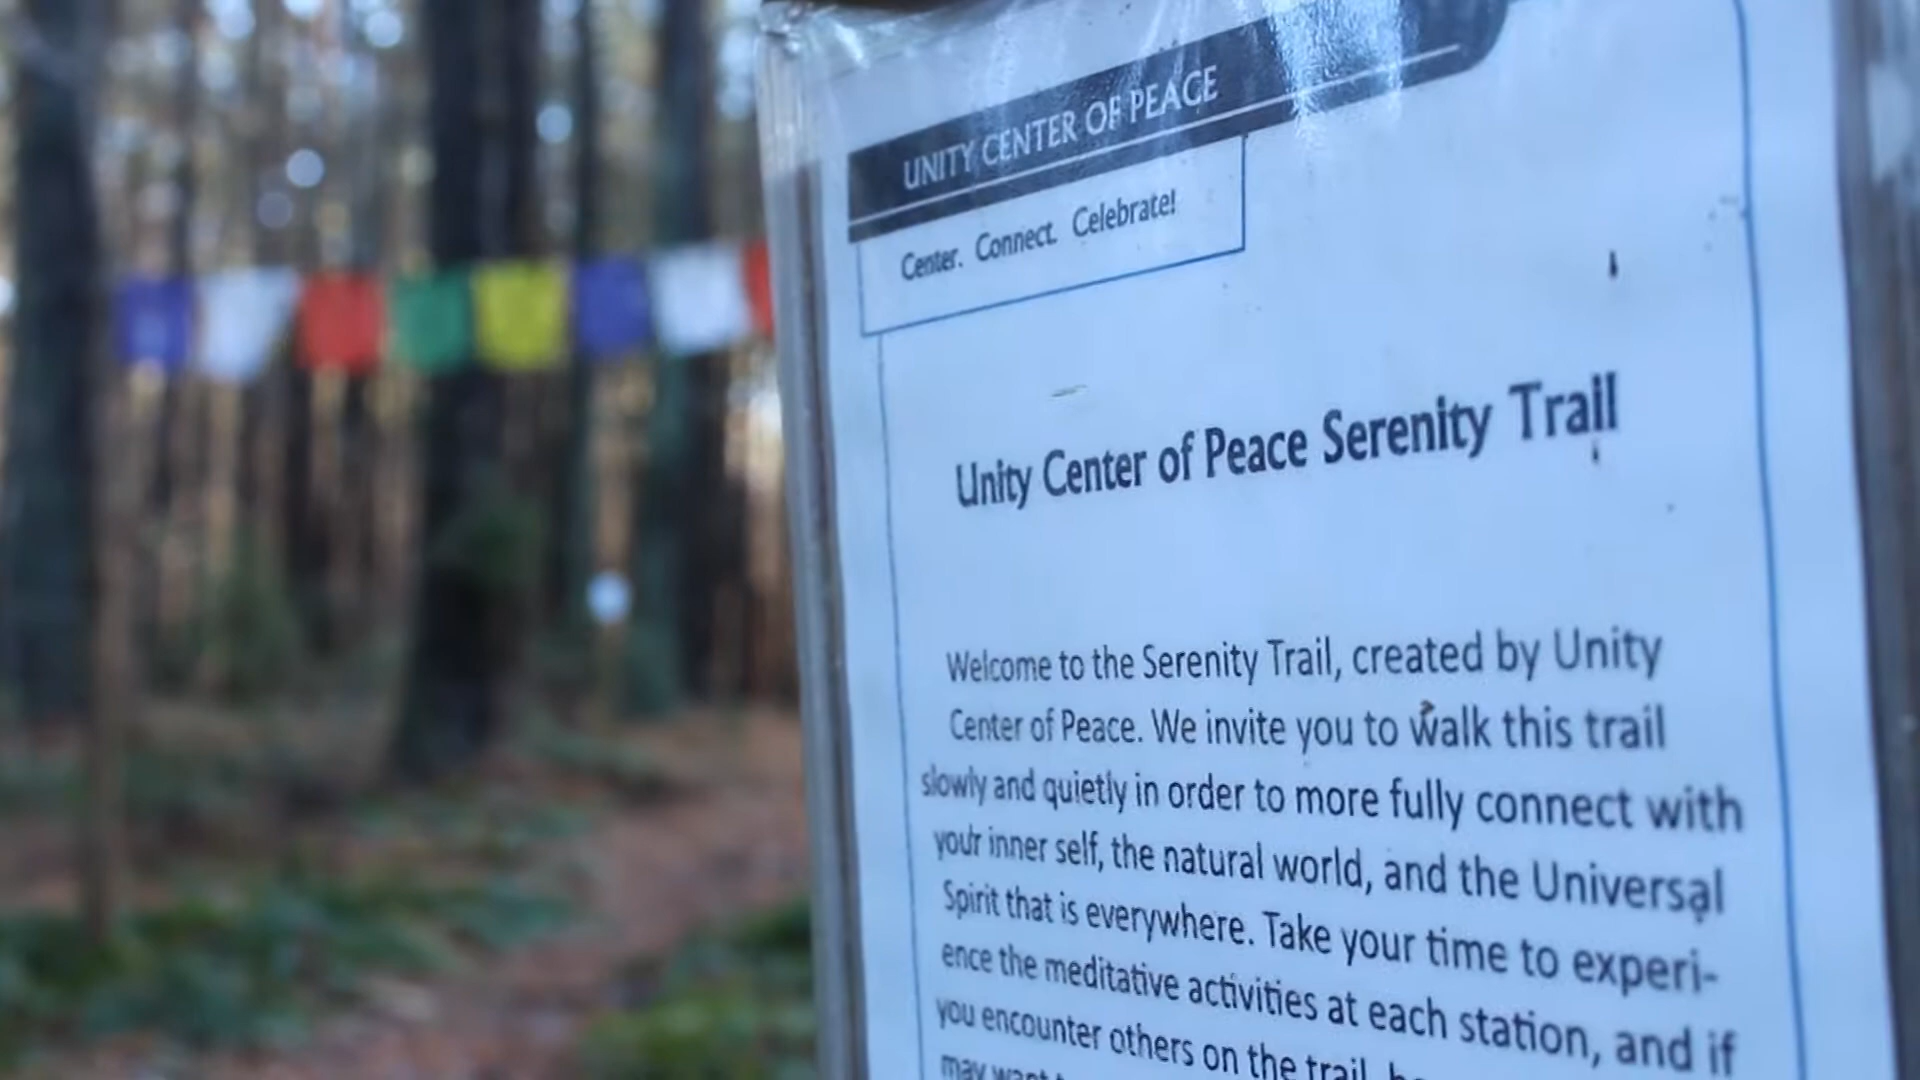 UNITY CENTER OF PEACE
Center. Connect. Celebrate!
Unity Center of Peace Serenity Trail
Welcome to the Serenity Trail, created by Unity
Center of Peace. We invite you to walk this trail
slowly and quietly in order to more fully connect with
your inner self, the natural world, and the Universal
Spirit that is everywhere. Take your time to experi-
ence the meditative activities at each station, and if
you encounter others on the trail,
may want